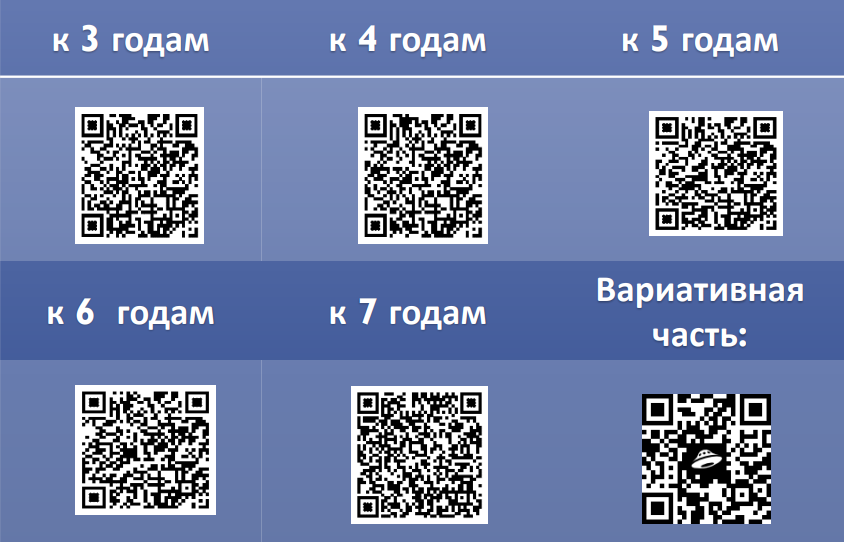 к 3 годам
к 4 годам
к 5 годам
к 6 годам
к 7 годам
Вариативная
часть: